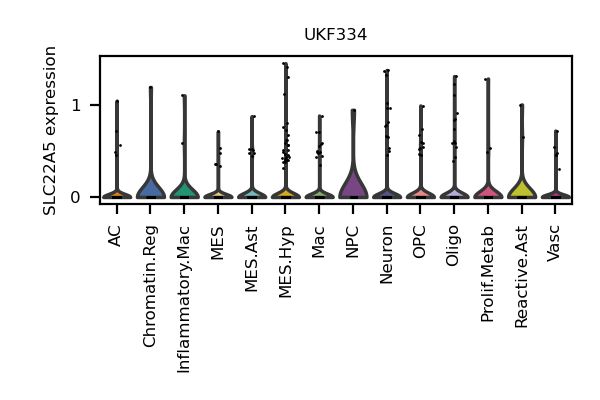 UKF334
SLC22A5 expression
1
0
AC
Chromatin.Reg
Inflammatory.Mac
MES
MES.Ast
MES.Hyp
Mac
NPC
Neuron
OPC
Oligo
Prolif.Metab
Reactive.Ast
Vasc